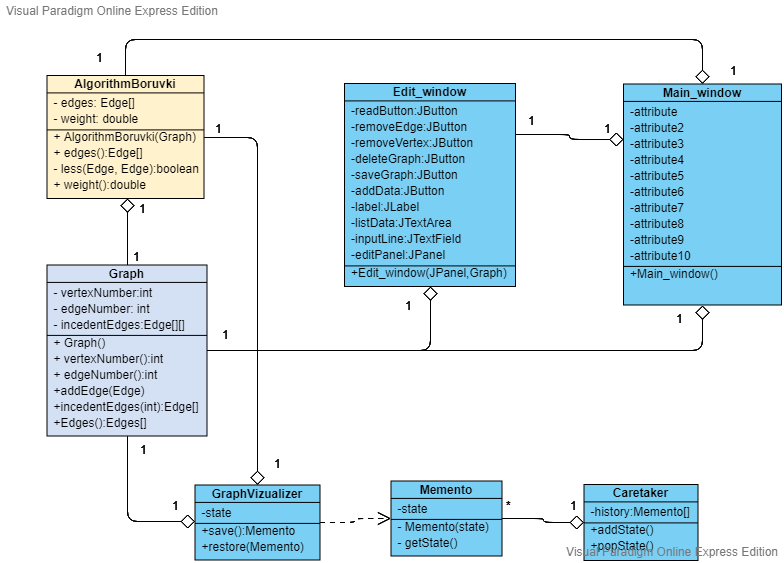 Visual Paradigm Online Express Edition
1
1
AlgorithmBoruvki
- edges: Edge[]
- weight: double
+ AlgorithmBoruvki(Graph)
+ edges():Edge[]
- less(Edge, Edge):boolean
+ weight():double
1
1
1
Edit_window
-readButton:JButton
-removeEdge:JButton
-removeVertex:JButton
-deleteGraph:JButton
-saveGraph:JButton
-addData:JButton
-label:JLabel
-listData:JTextArea
-inputLine:JTextField
-editPanel:JPanel
+Edit_window(JPanel,Graph)
1
1
Main_window
-attribute
-attribute2
-attribute3
-attribute4
-attribute5
-attribute6
-attribute7
-attribute8
-attribute9
-attribute10
+Main_window()
Graph
- vertexNumber:int
- edgeNumber: int
- incedentEdges:Edge[][]
+ Graph()
+ vertexNumber():int
+ edgeNumber():int
+addEdge(Edge)
+incedentEdges(int):Edge[]
+Edges():Edges[]
1
1
1
1
1
1
GraphVizualizer
-state
+save():Memento
+restore(Memento)
Memento
-state
- Memento(state)
- getState()
*
1
Caretaker
-history:Memento[]
+addState()
+popState()
Visual Paradigm Online Express Edition